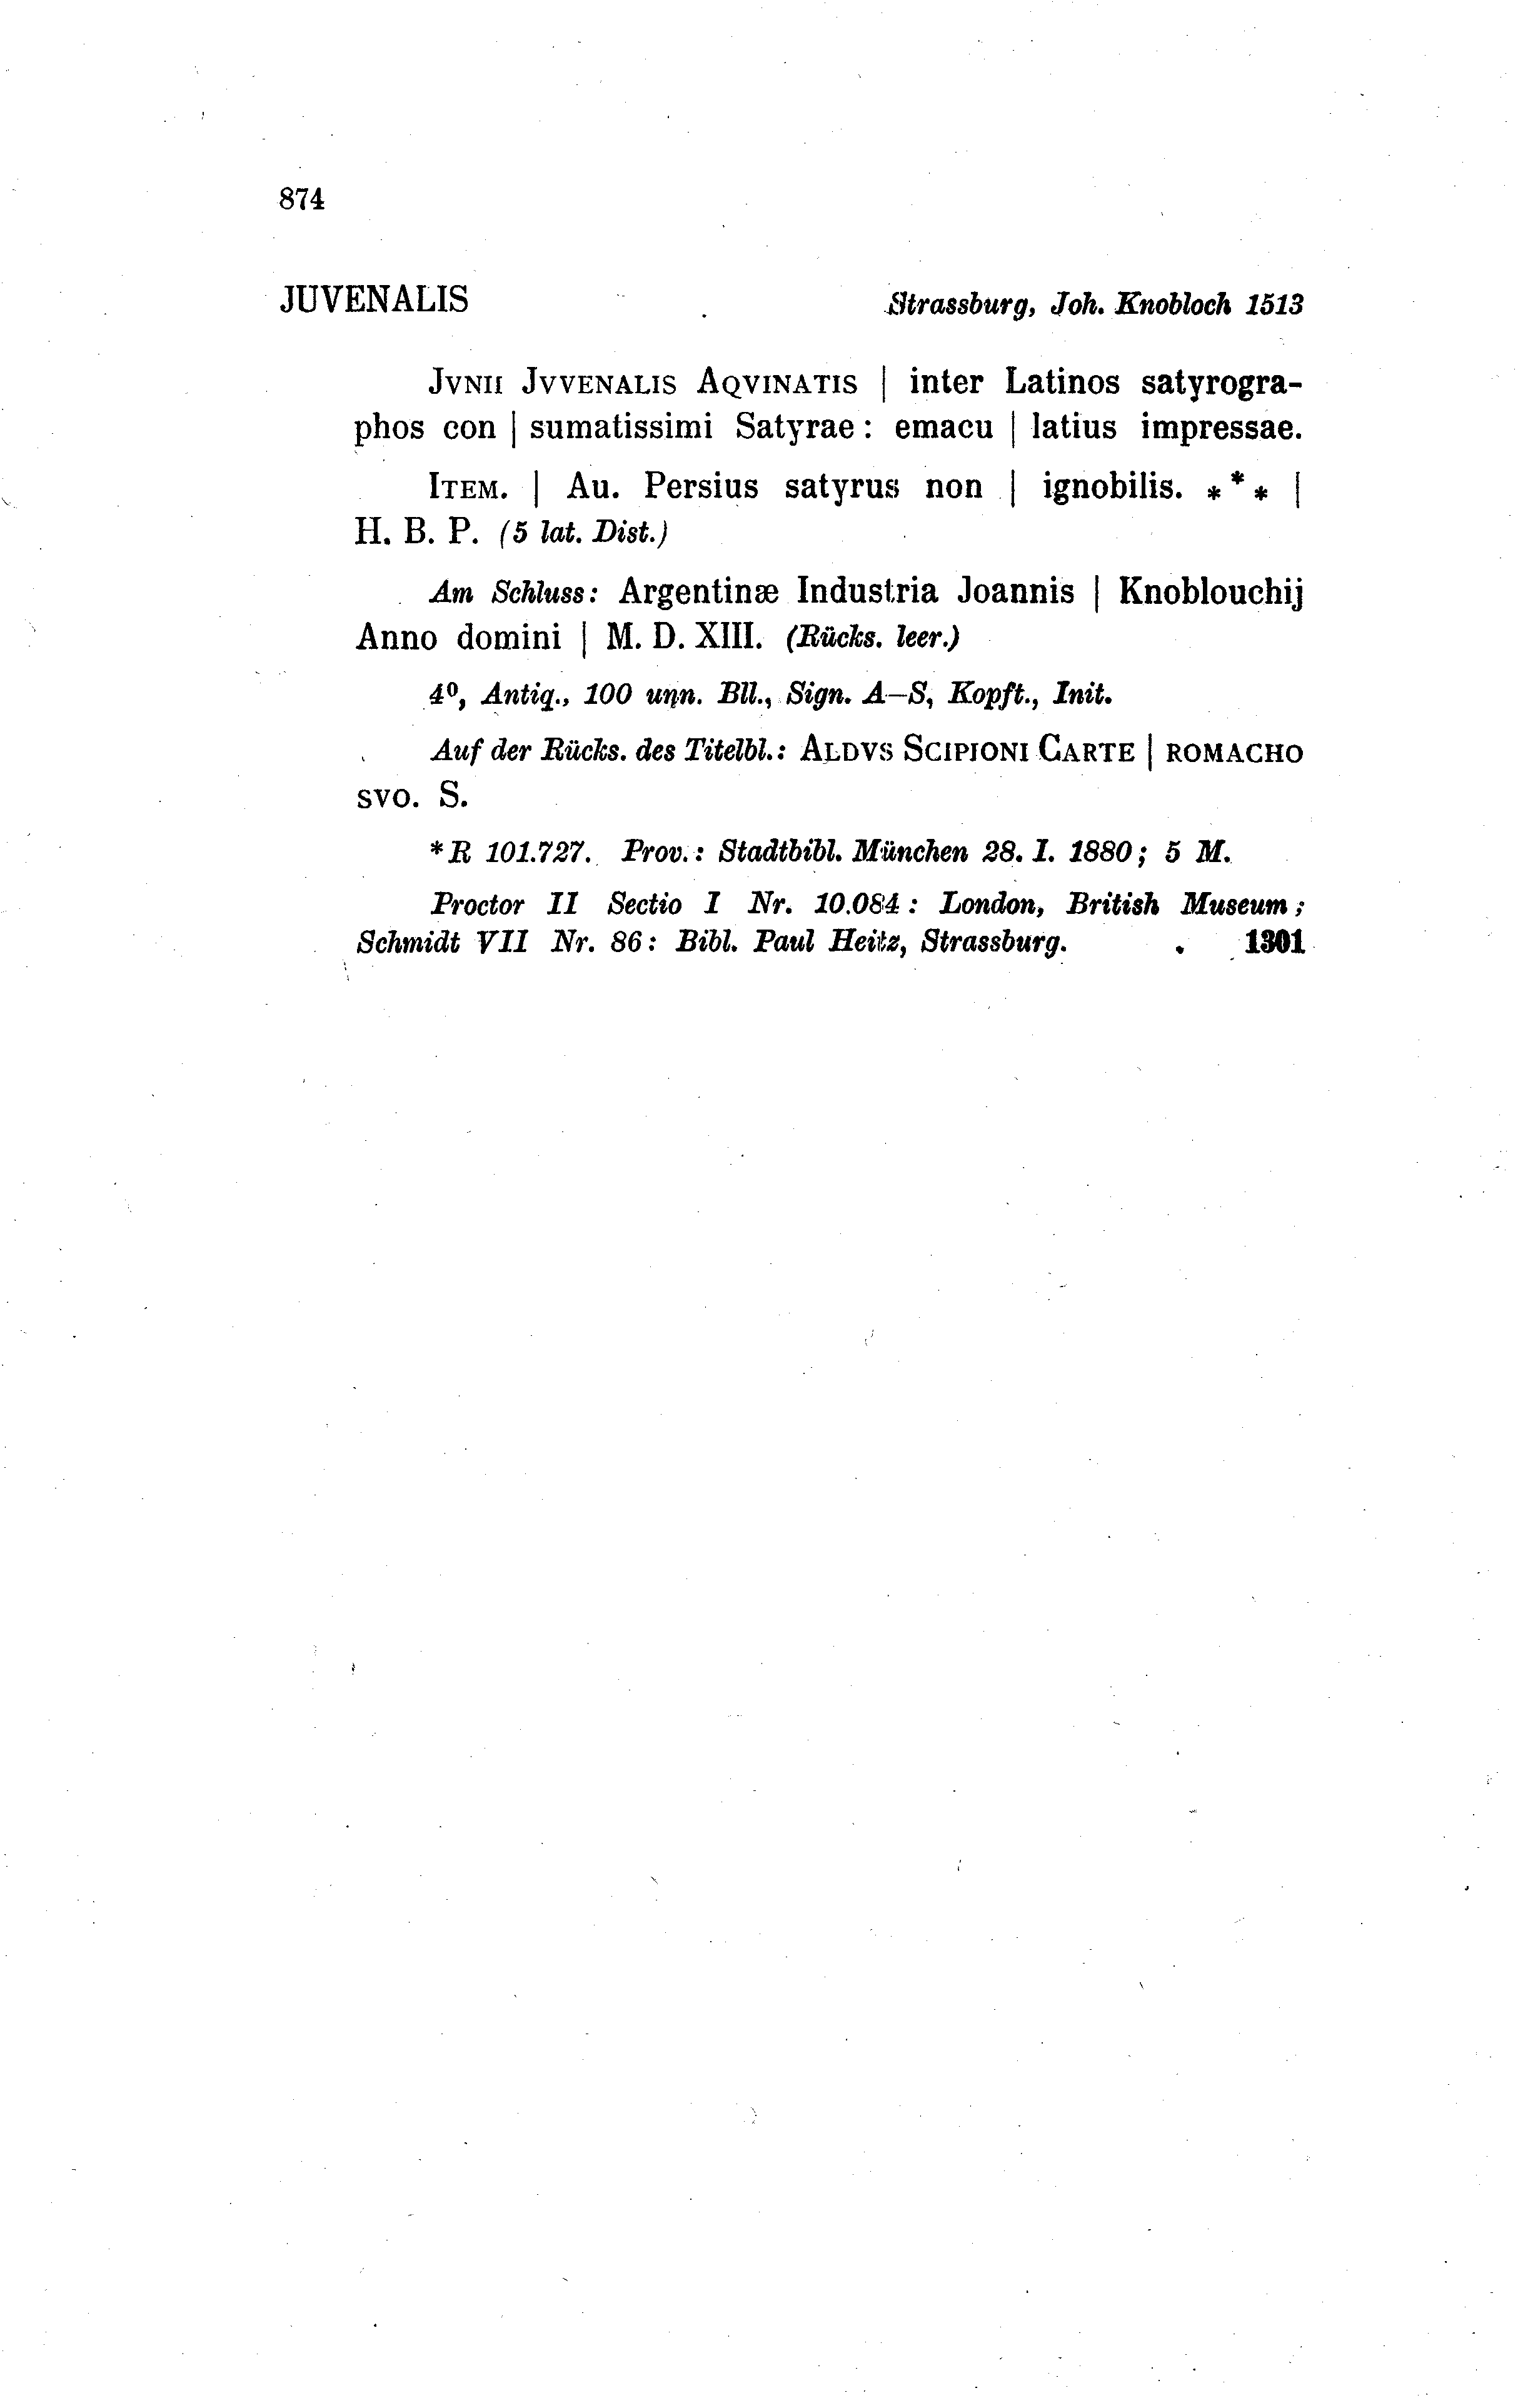 874
JUVENALIS Strassburg, Joh. Knobloch 1513
JVNII JVVENALIS AQVINATIS | inter Latinos satyrogra-
phos con | sumatissimi Satyrae: emacu | latius impressae.
ITEM. | Au. Persius satyrus non | ignobilis. *** |
H. B. P. (5 lat. Dist.)
Am Schluss: Argentinæ Industria Joannis | Knoblouchij
Anno domini | M. D. XIII. (Rücks. leer.)
4⁰, Antiq., 100 unn. Bll., Sign. A—S, Kopft., Init.
Auf der Rücks. des Titelbl.: ALDVS SCIPIONI CARTE | ROMACHO
SVO. S.
*R 101.727. Prov.: Stadtbibl. München 28. I. 1880; 5 M.
Proctor II Sectio I Nr. 10.084: London, British Museum;
Schmidt VII Nr. 86: Bibl. Paul Heitz, Strassburg. 1301